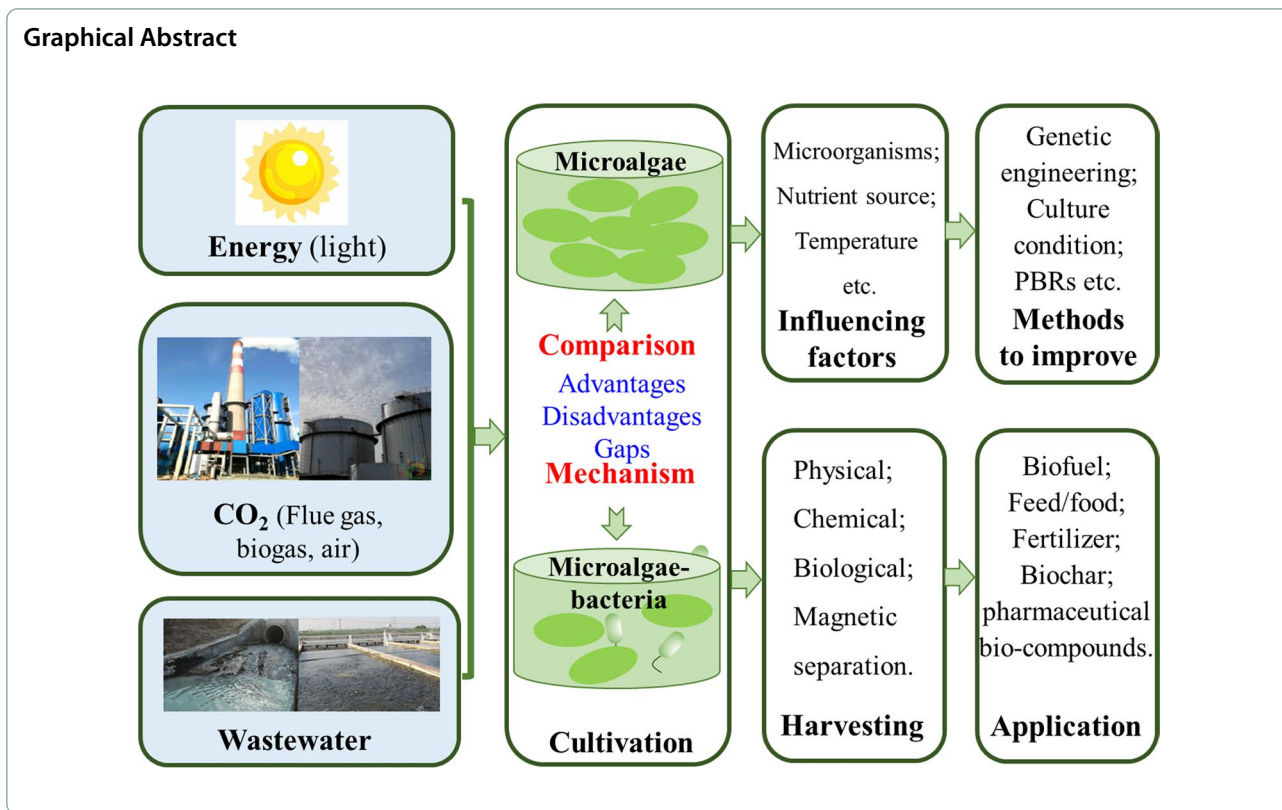 Graphical Abstract
Energy (light)
CO₂ (Flue gas,
biogas, air)
Wastewater
Microalgae
Comparison
Advantages
Disadvantages
Gaps
Mechanism
Microalgae-
bacteria
Cultivation
Microorganisms;
Nutrient source;
Temperature
etc.
Influencing
factors
Genetic
engineering;
Culture
condition;
PBRs etc.
Methods
to improve
Physical;
Chemical;
Biological;
Magnetic
separation.
Harvesting
Biofuel;
Feed/food;
Fertilizer;
Biochar;
pharmaceutical
bio-compounds.
Application